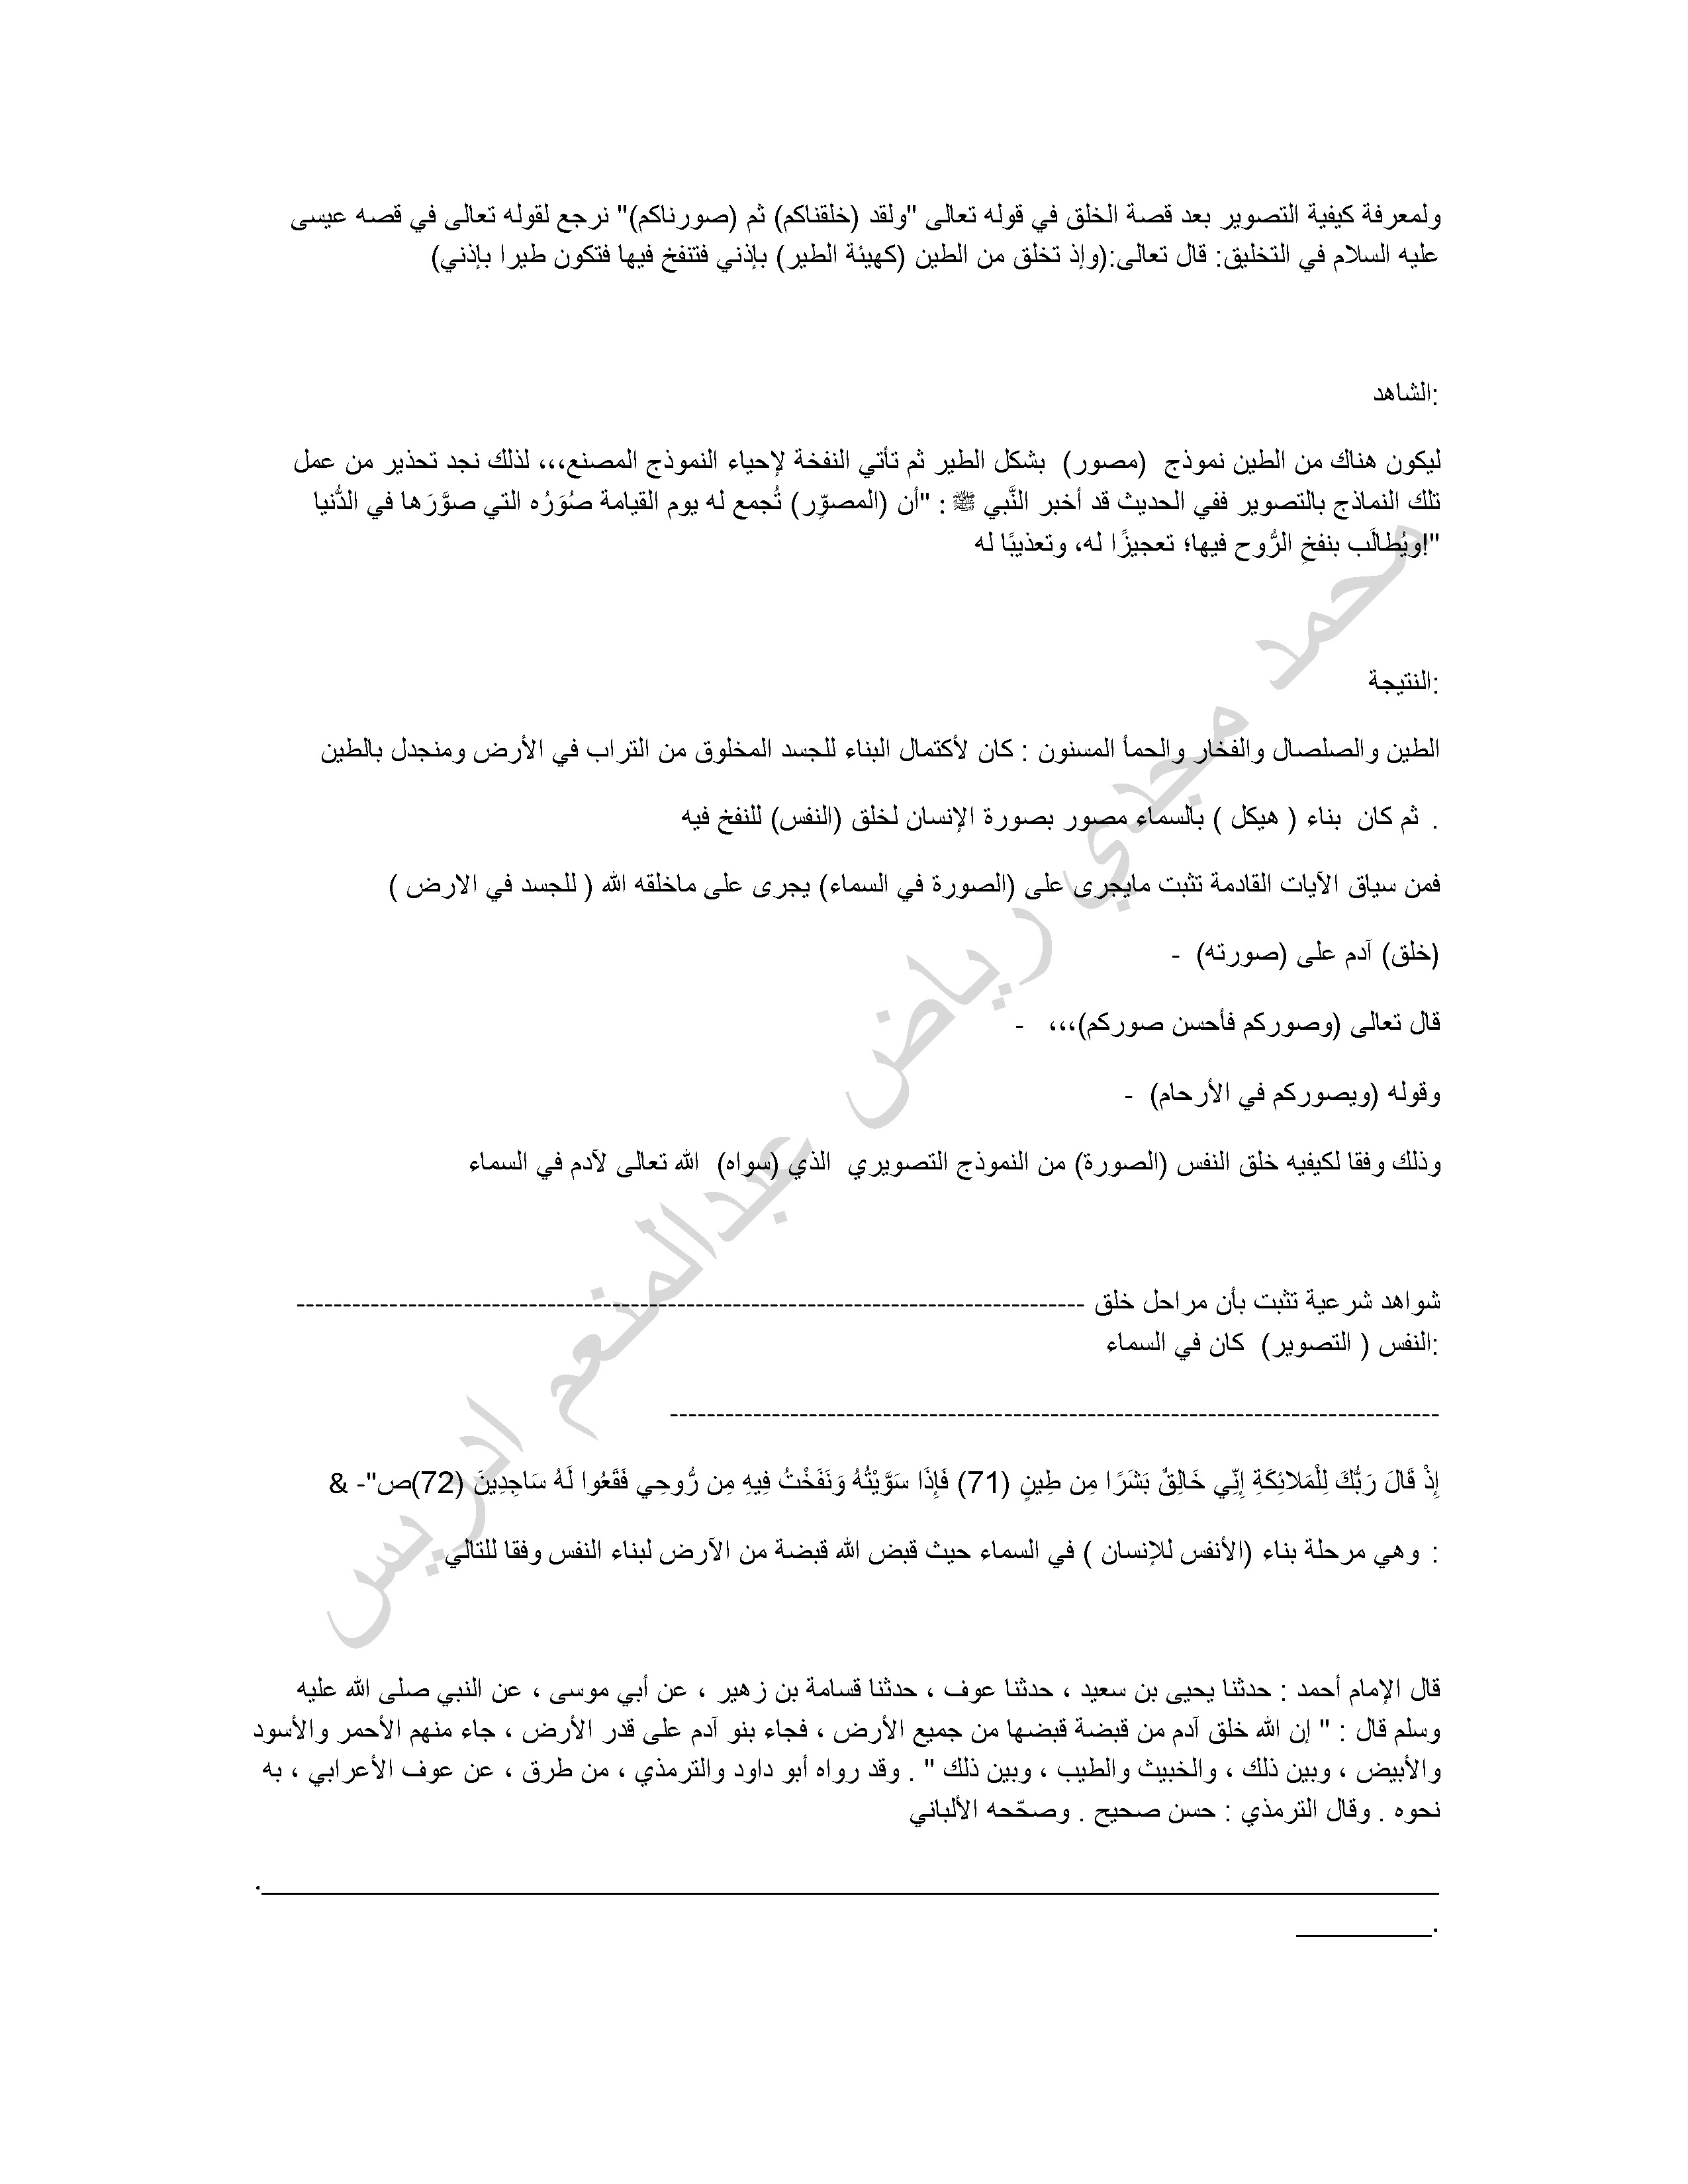 ولمعرفة كيفية التصوير بعد قصة الخلق في قوله تعالى "ولقد (خلقناكم) ثم (صورناكم)" نرجع لقوله تعالى في قصه عيسى
عليه السلام في التخليق: قال تعالى:(وإذ تخلق من الطين (كهيئة الطير) بإذني فتنفخ فيها فتكون طيرا بإذني)
:الشاهد
ليكون هناك من الطين نموذج (مصور) بشكل الطير ثم تأتي النفخة لإحياء النموذج المصنع،،، لذلك نجد تحذير من عمل
تلك النماذج بالتصوير ففي الحديث قد أخبر النَّبي ﷺ : "أن (المصوِّر) تُجمع له يوم القيامة صُوَرُه التي صوَّرَها في الدُّنيا
"!ويُطالَب بنفخِ الرُّوح فيها؛ تعجيزًا له، وتعذيبًا له
:النتيجة
الطين والصلصال والفخار والحمأ المسنون : كان لأكتمال البناء للجسد المخلوق من التراب في الأرض ومنجدل بالطين
. ثم كان بناء ( هيكل ) بالسماء مصور بصورة الإنسان لخلق (النفس) للنفخ فيه
فمن سياق الآيات القادمة تثبت مايجرى على (الصورة في السماء) يجرى على ماخلقه الله ( للجسد في الارض )
(خلق) آدم على (صورته) -
قال تعالى (وصوركم فأحسن صوركم)،،، -
وقوله (ويصوركم في الأرحام) -
وذلك وفقا لكيفيه خلق النفس (الصورة) من النموذج التصويري الذي (سواه) الله تعالى لآدم في السماء
شواهد شرعية تثبت بأن مراحل خلق -------------------------------------------------------------------------------------
:النفس ( التصوير) كان في السماء
-----------------------------------------------------------------------------------
إِذْ قَالَ رَبُّكَ لِلْمَلائِكَةِ إِنِّي خَالِقٌ بَشَرًا مِن طِينٍ (71) فَإِذَا سَوَّيْتُهُ وَنَفَخْتُ فِيهِ مِن رُّوحِي فَقَعُوا لَهُ سَاجِدِينَ (72)ص"- &
: وهي مرحلة بناء (الأنفس للإنسان ) في السماء حيث قبض الله قبضة من الآرض لبناء النفس وفقا للتالي
قال الإمام أحمد : حدثنا يحيى بن سعيد ، حدثنا عوف ، حدثنا قسامة بن زهير ، عن أبي موسى ، عن النبي صلى الله عليه
وسلم قال : " إن الله خلق آدم من قبضة قبضها من جميع الأرض ، فجاء بنو آدم على قدر الأرض ، جاء منهم الأحمر والأسود
والأبيض ، وبين ذلك ، والخبيث والطيب ، وبين ذلك " . وقد رواه أبو داود والترمذي ، من طرق ، عن عوف الأعرابي ، به
نحوه . وقال الترمذي : حسن صحيح . وصحّحه الألباني
محمد مجدي رياض عبدالمنعم ادريس